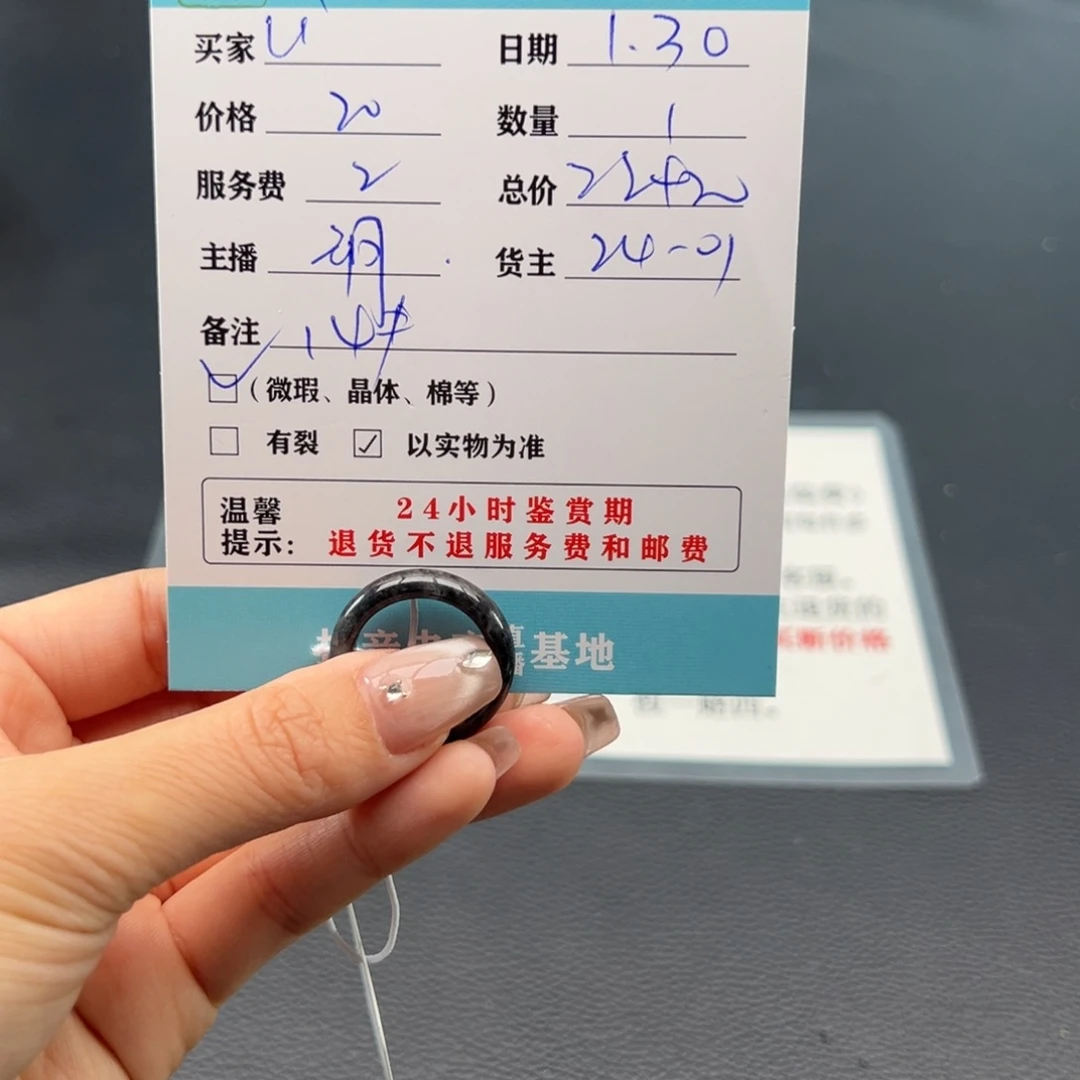 买家 U 日期 1.30
价格 20 数量 1
服务费 2 总价
主播 货主 24-01
备注 14#
(微瑕、晶体、棉等)
有裂 ✓ 以实物为准
温馨 24小时鉴赏期
提示: 退货不退服务费和邮费
基地